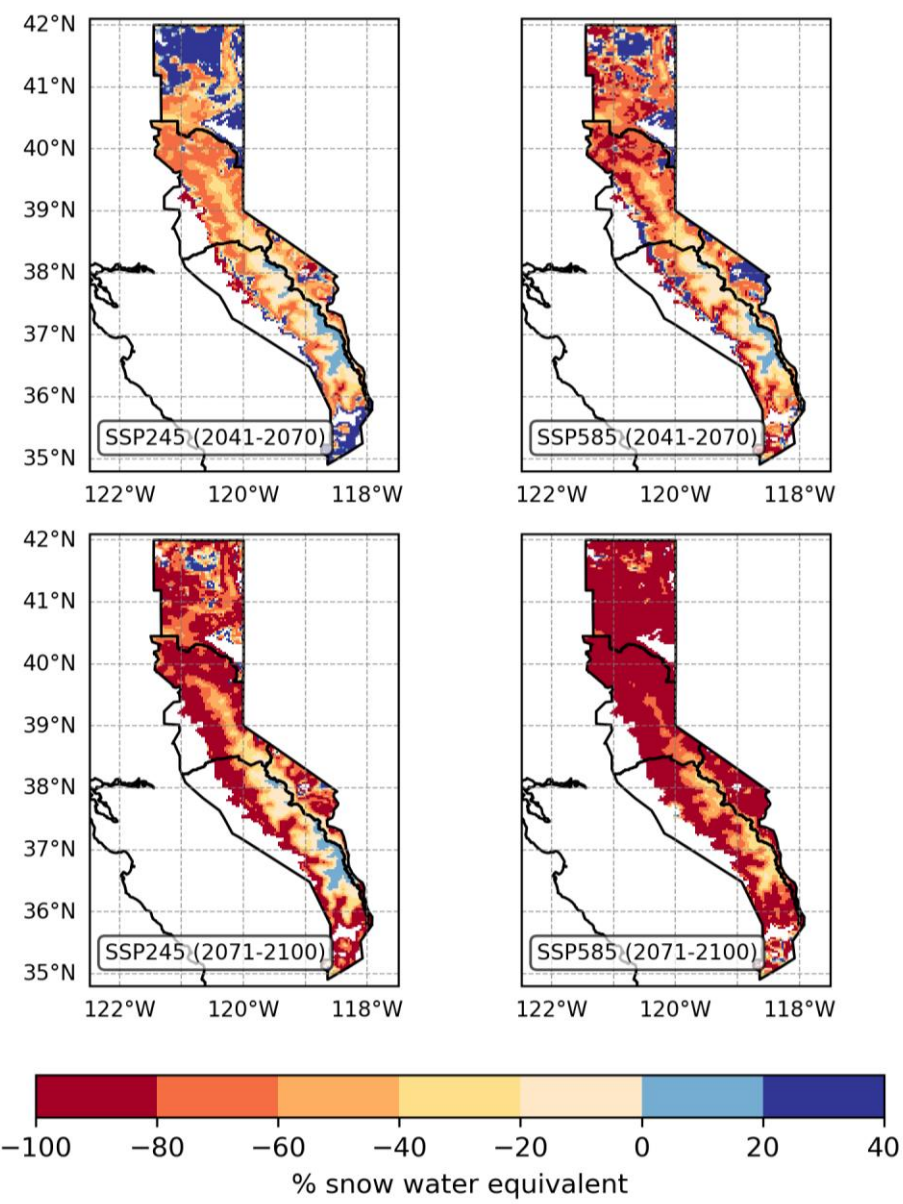 42°N
41°N
40°N
39°N
38°N
37°N
36°N
35°N
SSP245 (2041-2070)
122°W 120°W 118°W
SSP585 (2041-2070)
122°W 120°W 118°W
42°N
41°N
40°N
39°N
38°N
37°N
36°N
35°N
SSP245 (2071-2100)
122°W 120°W 118°W
SSP585 (2071-2100)
122°W 120°W 118°W
−100 −80 −60 −40 −20 0 20 40
% snow water equivalent